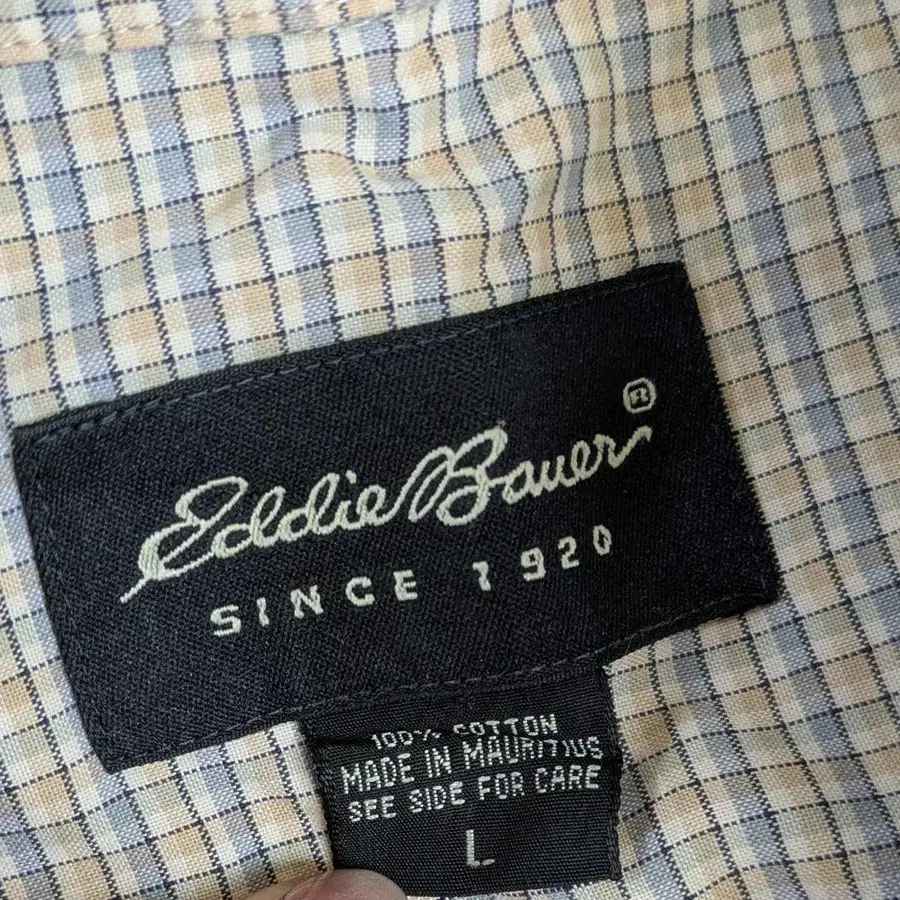 Eddie Bauer®
SINCE 1920
100% COTTON
MADE IN MAURITIUS
SEE SIDE FOR CARE
L